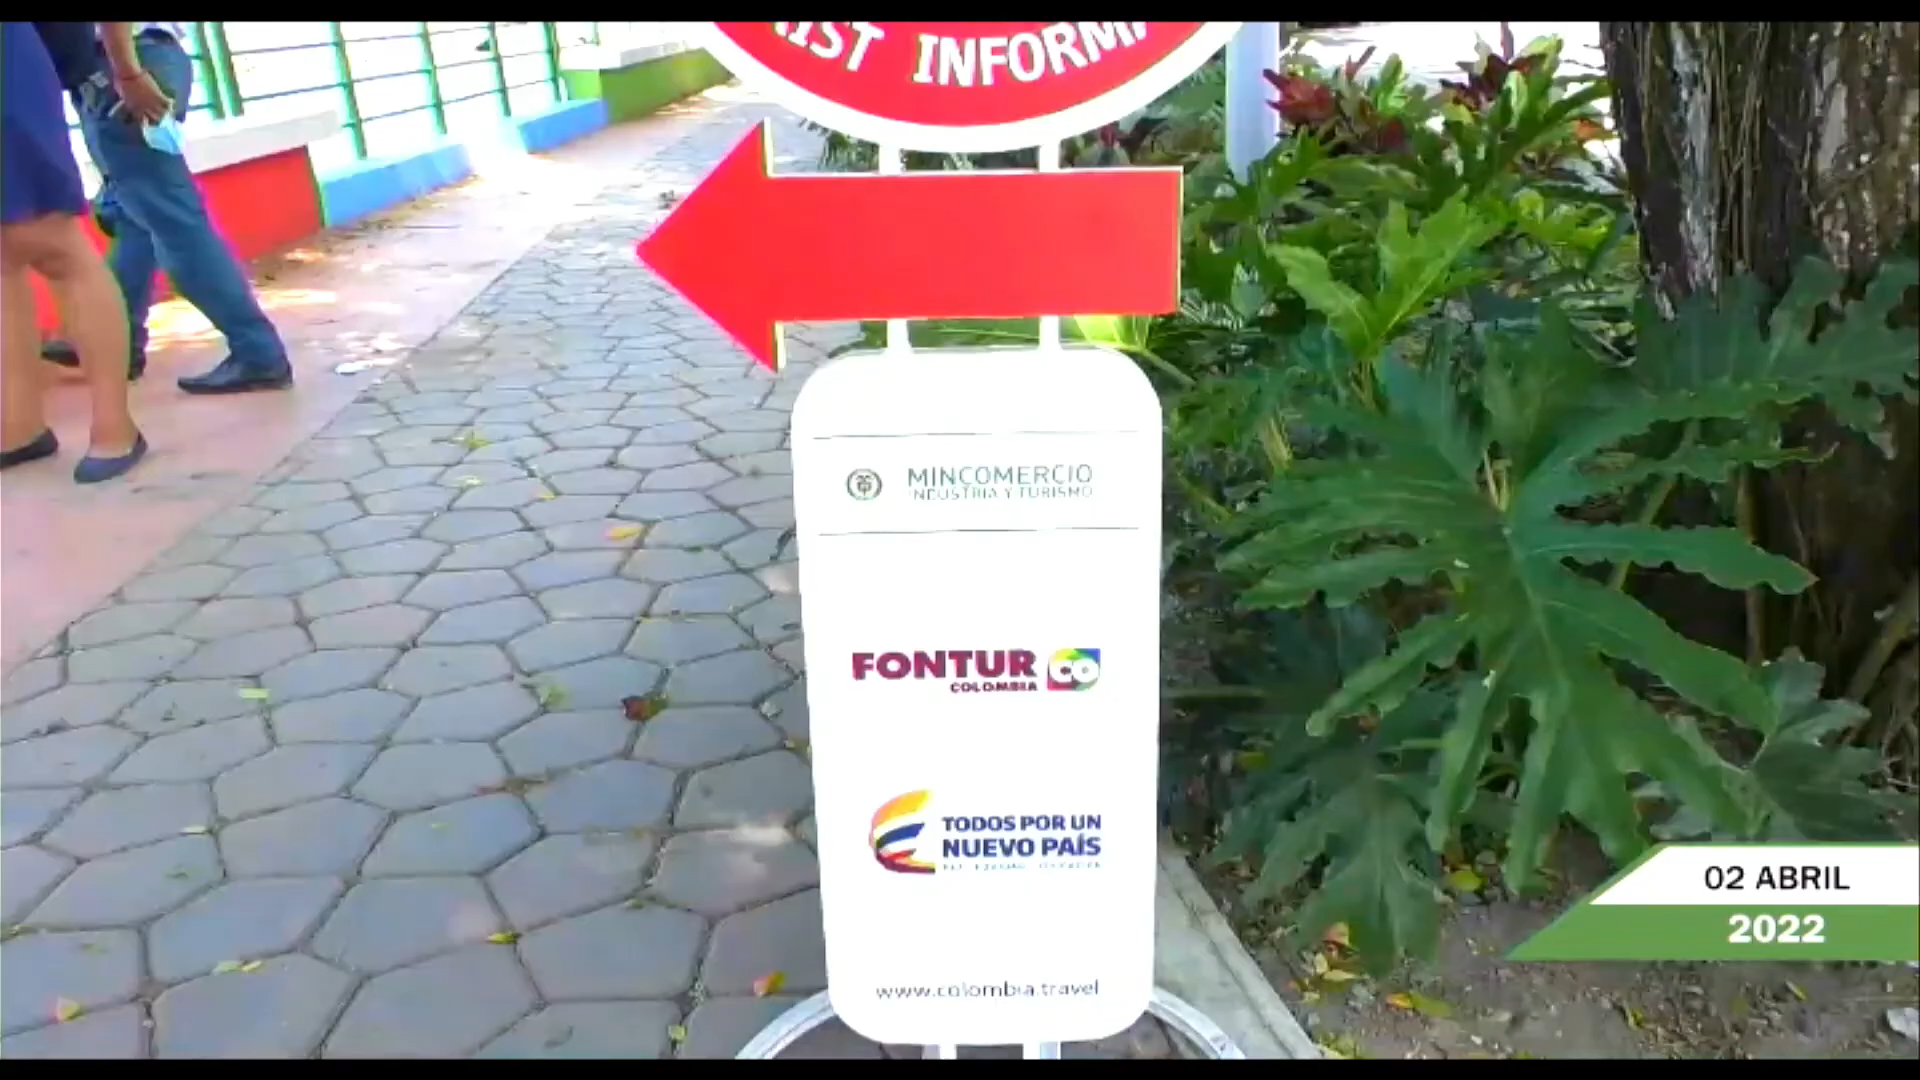 INFORM
MINCOMERCIO
INDUSTRIA Y TURISMO
FONTUR CO
COLOMBIA
TODOS POR UN
NUEVO PAÍS
www.colombia.travel
02 ABRIL
2022